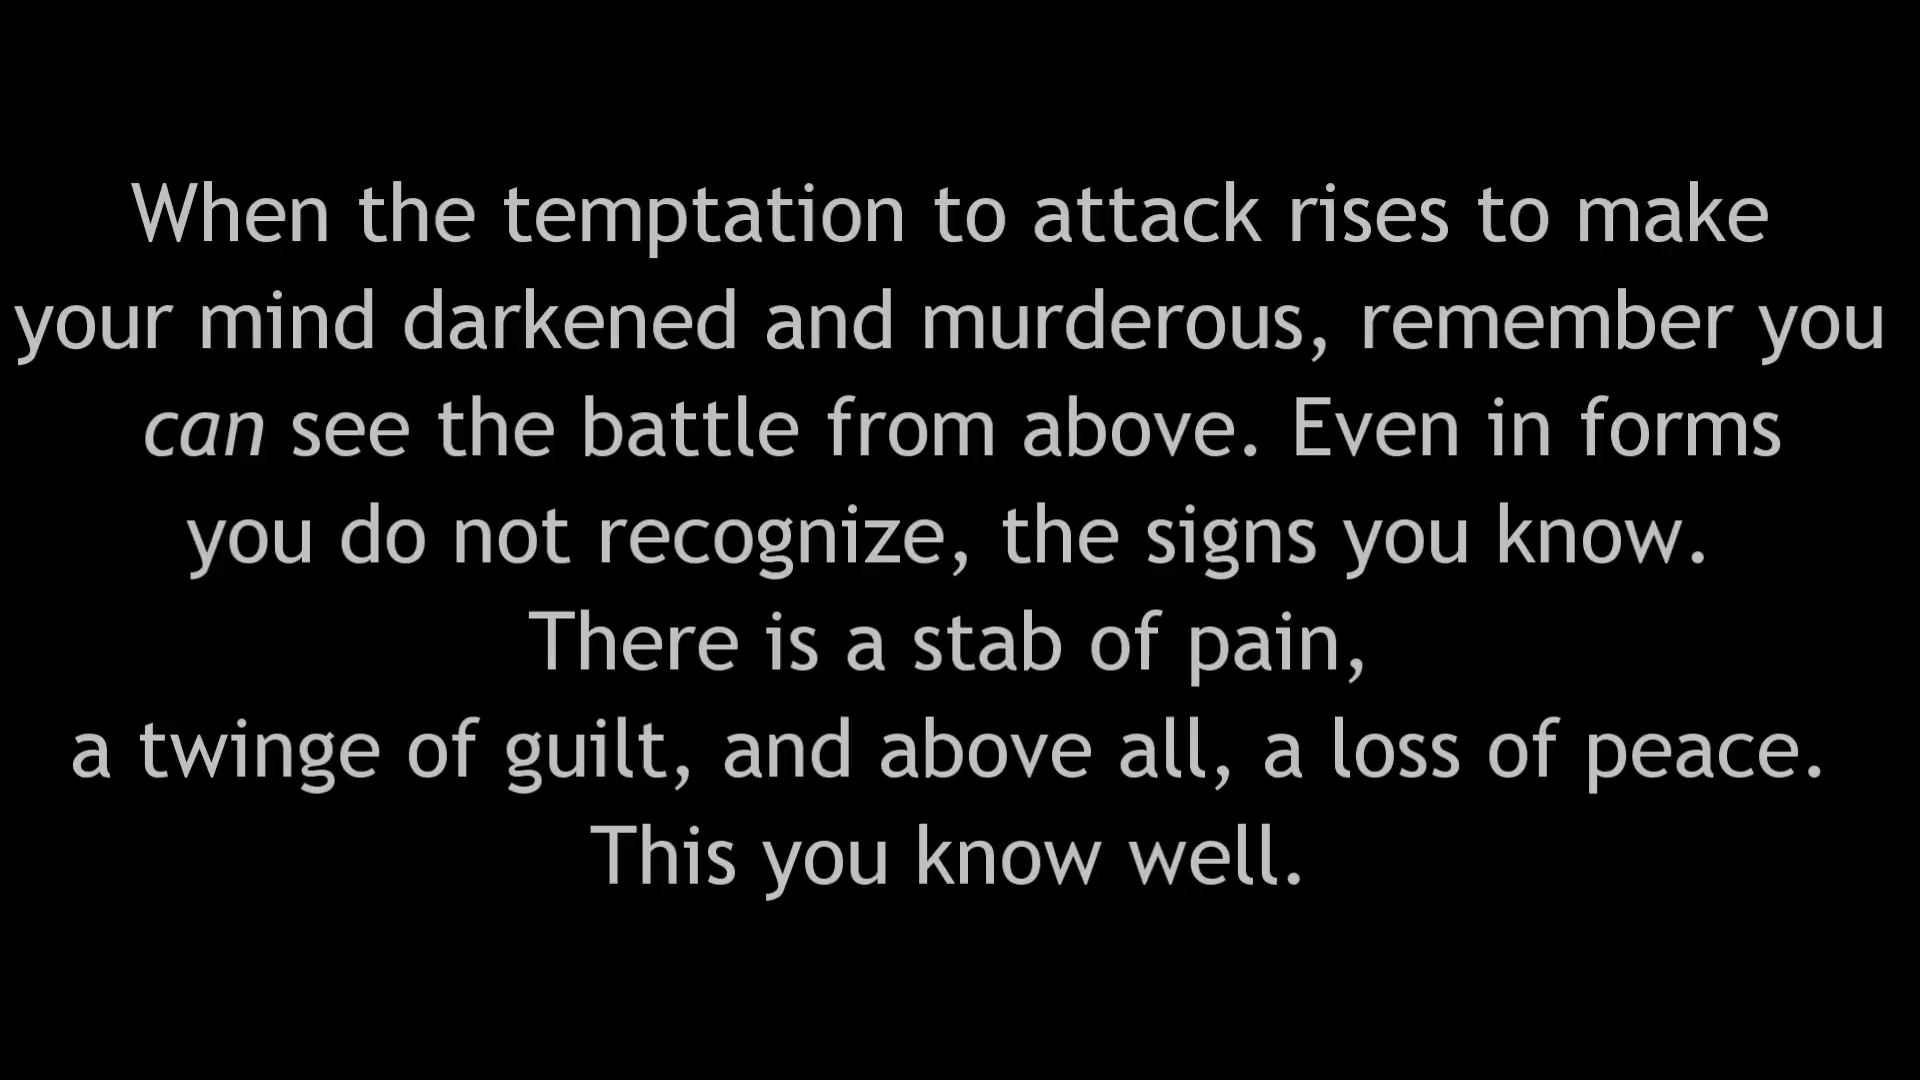 When the temptation to attack rises to make
your mind darkened and murderous, remember you
can see the battle from above. Even in forms
you do not recognize, the signs you know.
There is a stab of pain,
a twinge of guilt, and above all, a loss of peace.
This you know well.